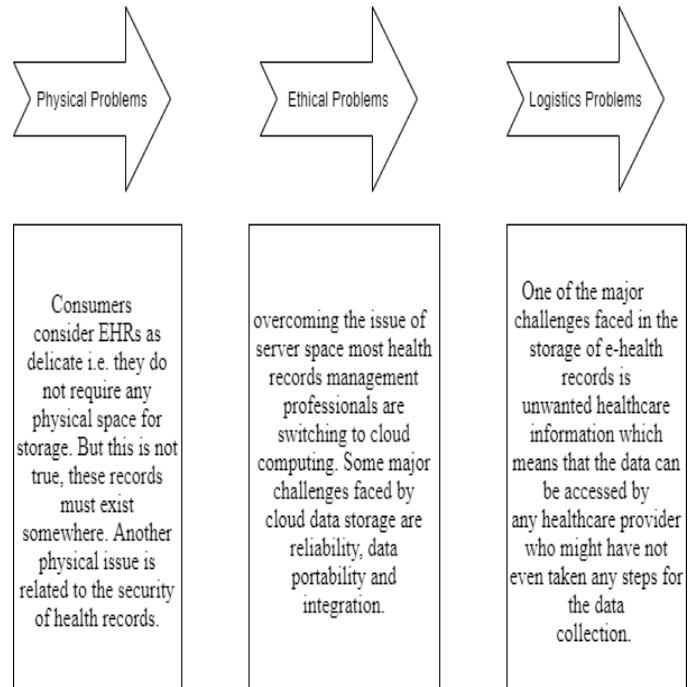 Physical Problems
Ethical Problems
Logistics Problems
Consumers
consider EHRs as
delicate i.e. they do
not require any
physical space for
storage. But this is not
true, these records
must exist
somewhere. Another
physical issue is
related to the security
of health records.
overcoming the issue of
server space most health
records management
professionals are
switching to cloud
computing. Some major
challenges faced by
cloud data storage are
reliability, data
portability and
integration.
One of the major
challenges faced in the
storage of e-health
records is
unwanted healthcare
information which
means that the data can
be accessed by
any healthcare provider
who might have not
even taken any steps for
the data
collection.